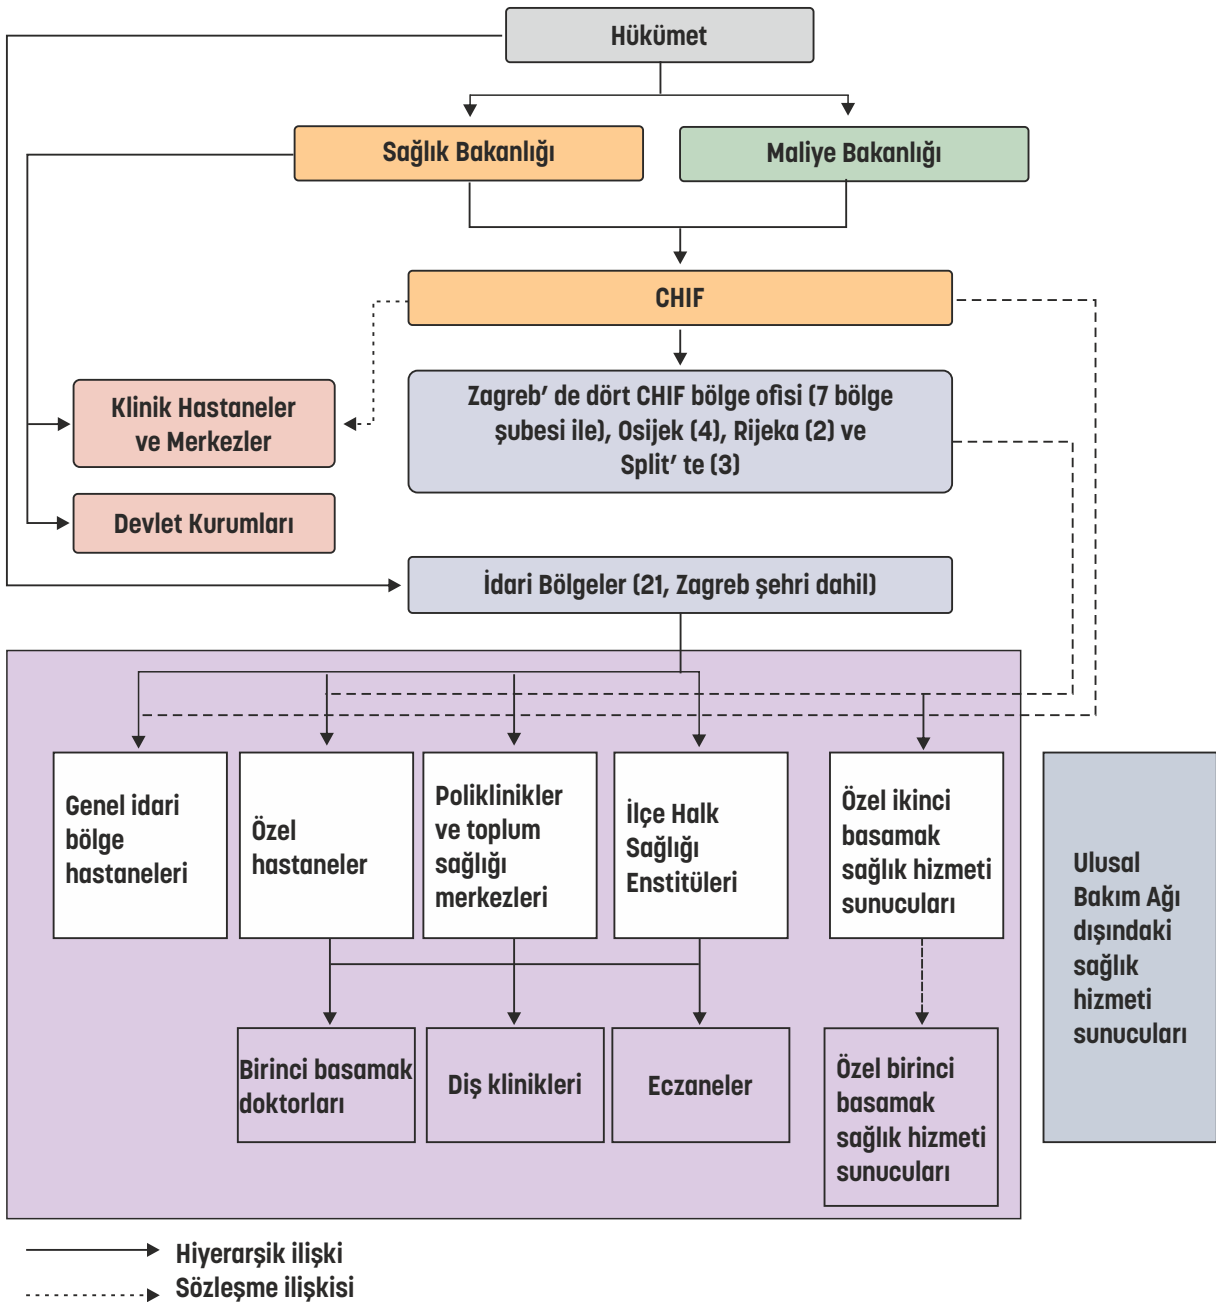 Hükümet
Sağlık Bakanlığı
Maliye Bakanlığı
CHIF
Klinik Hastaneler
ve Merkezler
Zagreb’ de dört CHIF bölge ofisi (7 bölge
şubesi ile), Osijek (4), Rijeka (2) ve
Split’ te (3)
Devlet Kurumları
İdari Bölgeler (21, Zagreb şehri dahil)
Genel idari
bölge
hastaneleri
Özel
hastaneler
Poliklinikler
ve toplum
sağlığı
merkezleri
İlçe Halk
Sağlığı
Enstitüleri
Özel ikinci
basamak
sağlık hizmeti
sunucuları
Ulusal
Bakım Ağı
dışındaki
sağlık
hizmeti
sunucuları
Birinci basamak
doktorları
Diş klinikleri
Eczaneler
Özel birinci
basamak
sağlık hizmeti
sunucuları
Hiyerarşik ilişki
Sözleşme ilişkisi